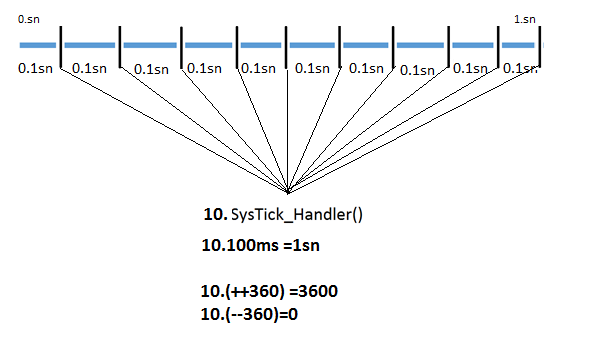 0.sn 1.sn
0.1sn 0.1sn 0.1sn 0.1sn 0.1sn 0.1sn 0.1sn 0.1sn 0.1sn 0.1sn
10. SysTick_Handler()
10.100ms =1sn
10.(++360) =3600
10.(--360)=0